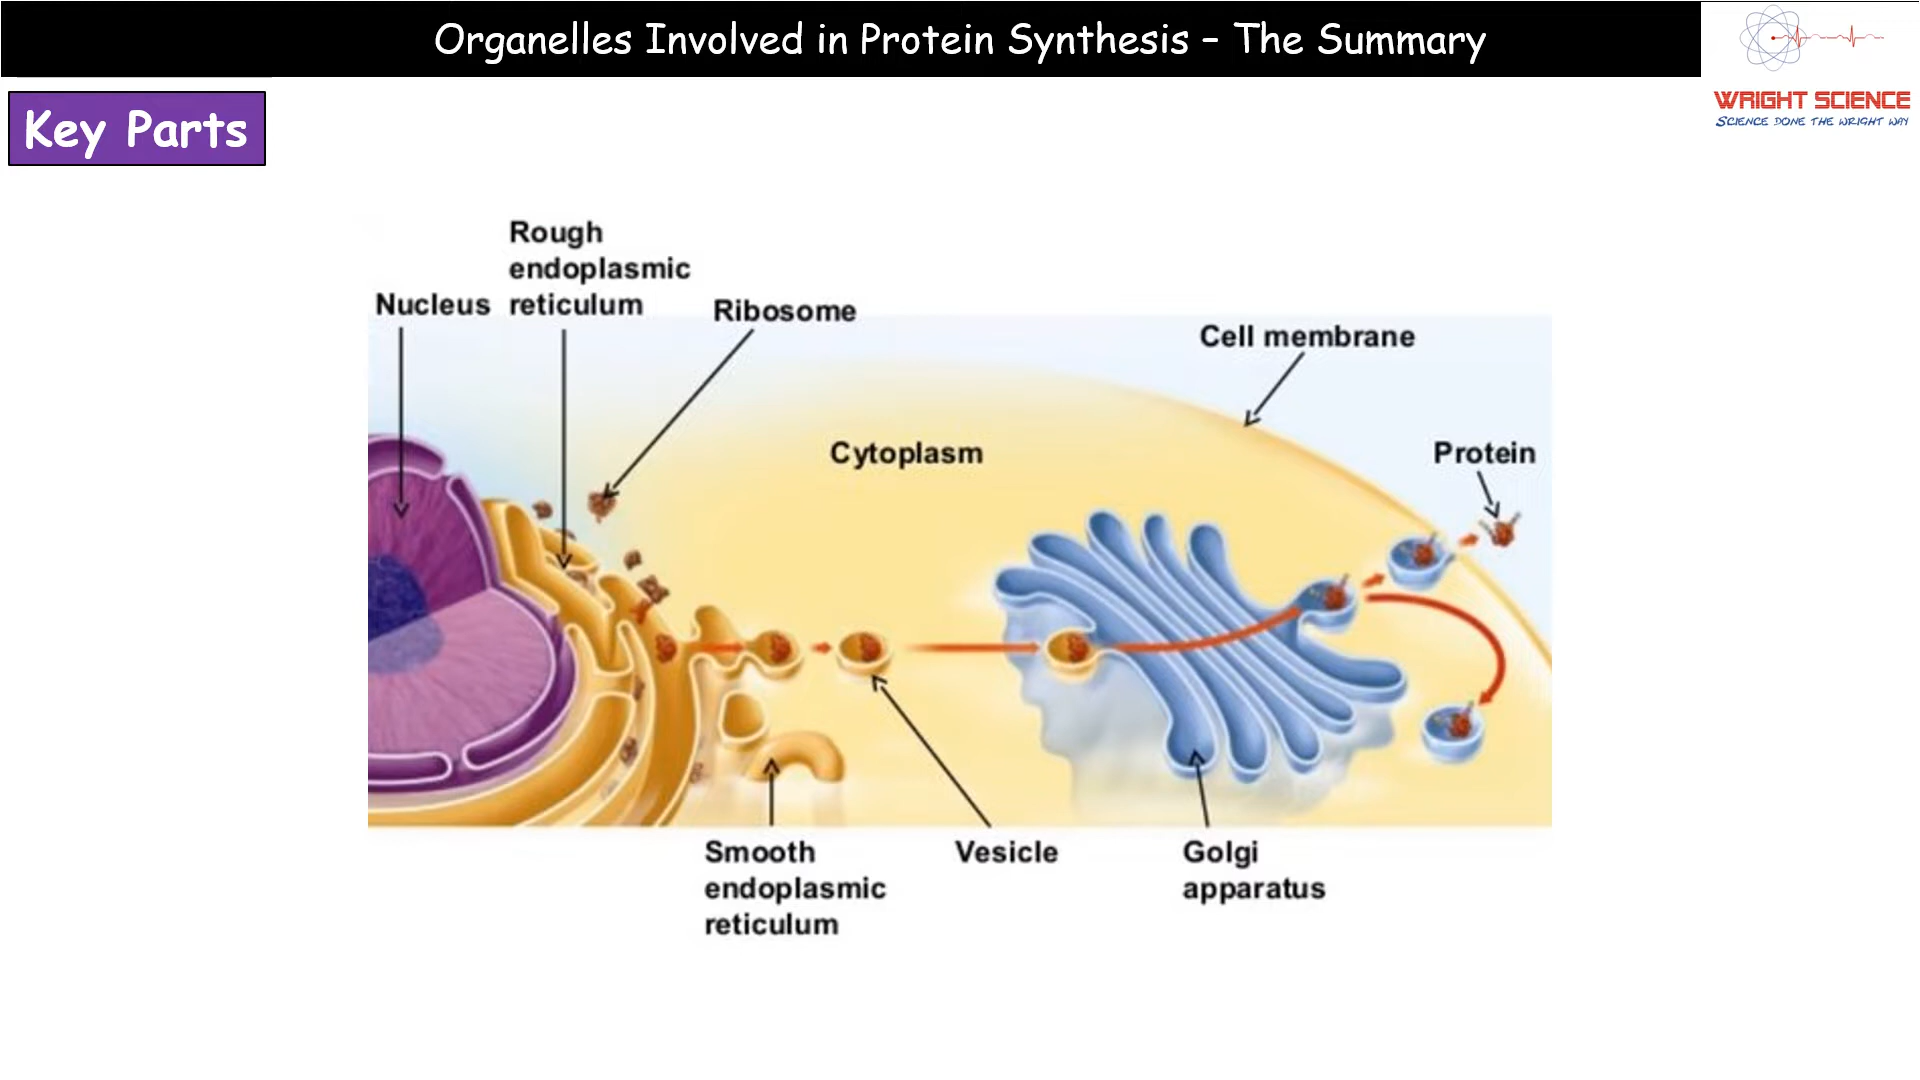 Organelles Involved in Protein Synthesis – The Summary
WRIGHT SCIENCE
SCIENCE DONE THE WRIGHT WAY
Key Parts
Rough
endoplasmic
reticulum
Nucleus
Ribosome
Cell membrane
Cytoplasm
Protein
Smooth
endoplasmic
reticulum
Vesicle
Golgi
apparatus